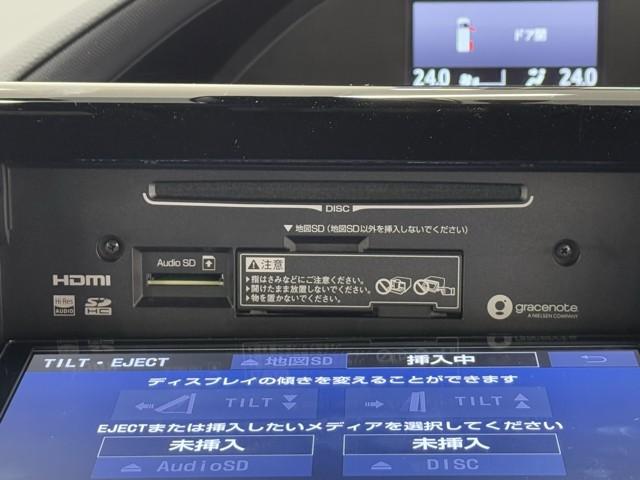 ドア開
24.0 24.0
DISC
▼地図SD（地図SD以外を挿入しないでください）
Audio SD
⚠注意
▶指はさみなどにご注意ください。
▶開けたまま放置しないでください。
▶物を置かないでください。
HDMI
Hi-Res
AUDIO
SD
HC
gracenote.
A NIELSEN COMPANY
TILT・EJECT
地図SD 挿入中
ディスプレイの傾きを変えることができます
TILT TILT
EJECTまたは挿入したいメディアを選択してください
未挿入 未挿入
AudioSD DISC